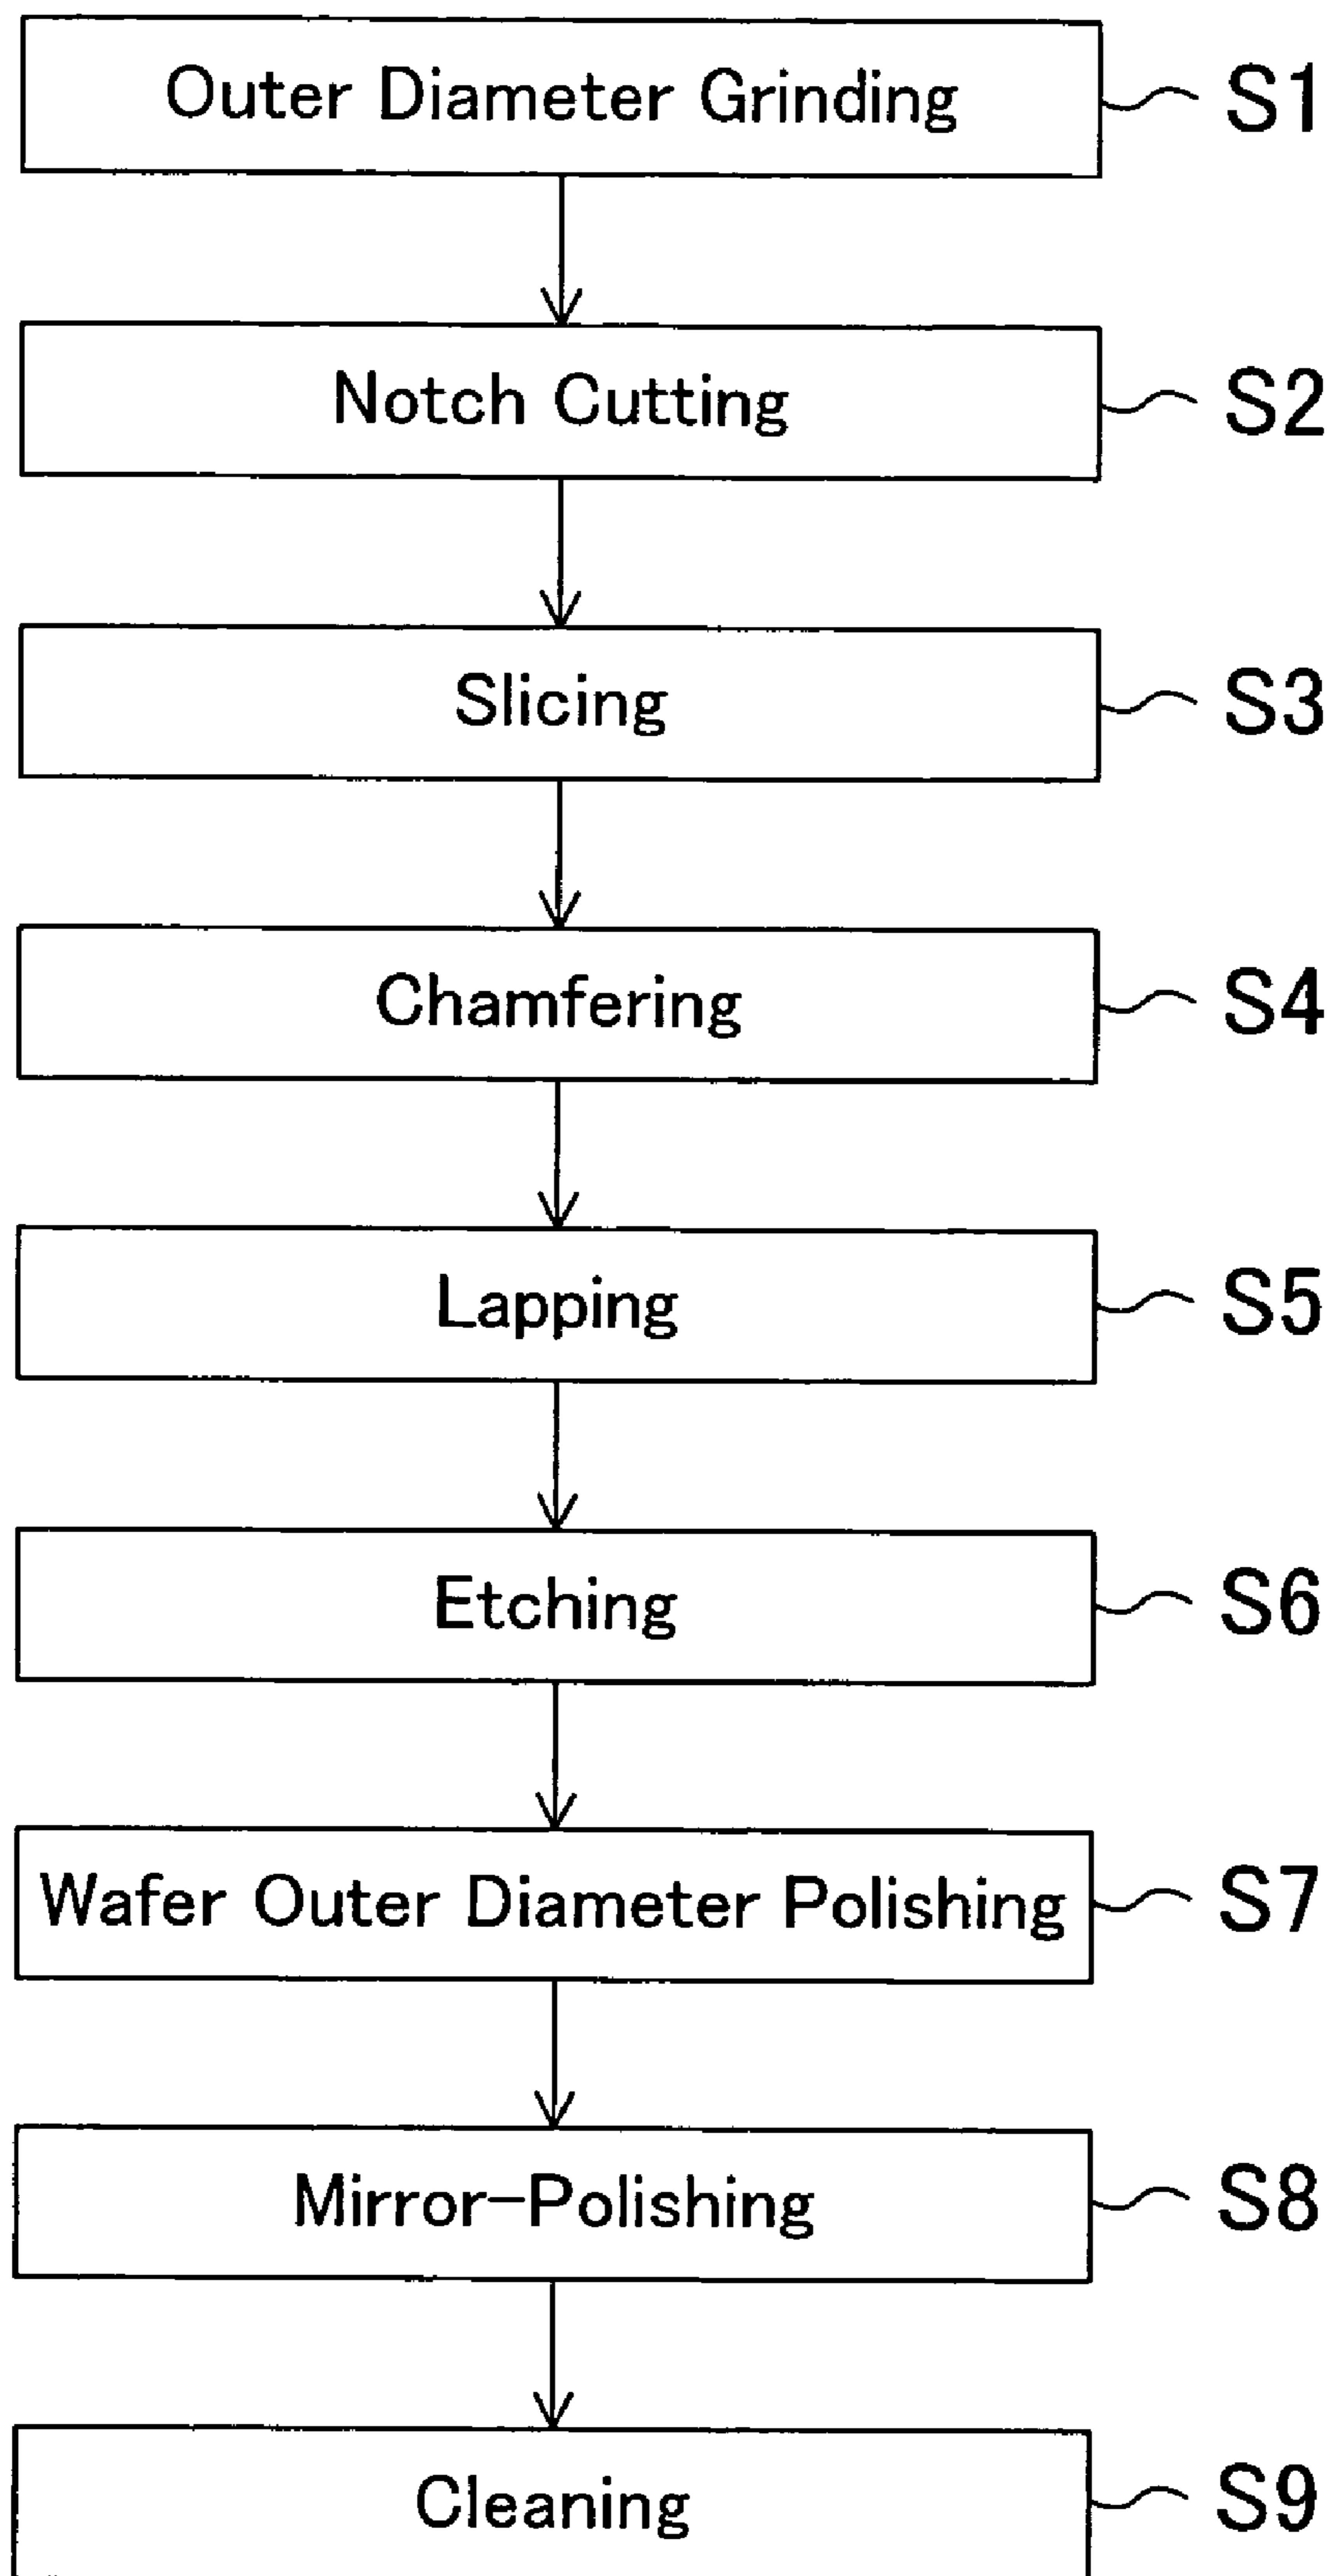 Outer Diameter Grinding S1
Notch Cutting S2
Slicing S3
Chamfering S4
Lapping S5
Etching S6
Wafer Outer Diameter Polishing S7
Mirror-Polishing S8
Cleaning S9